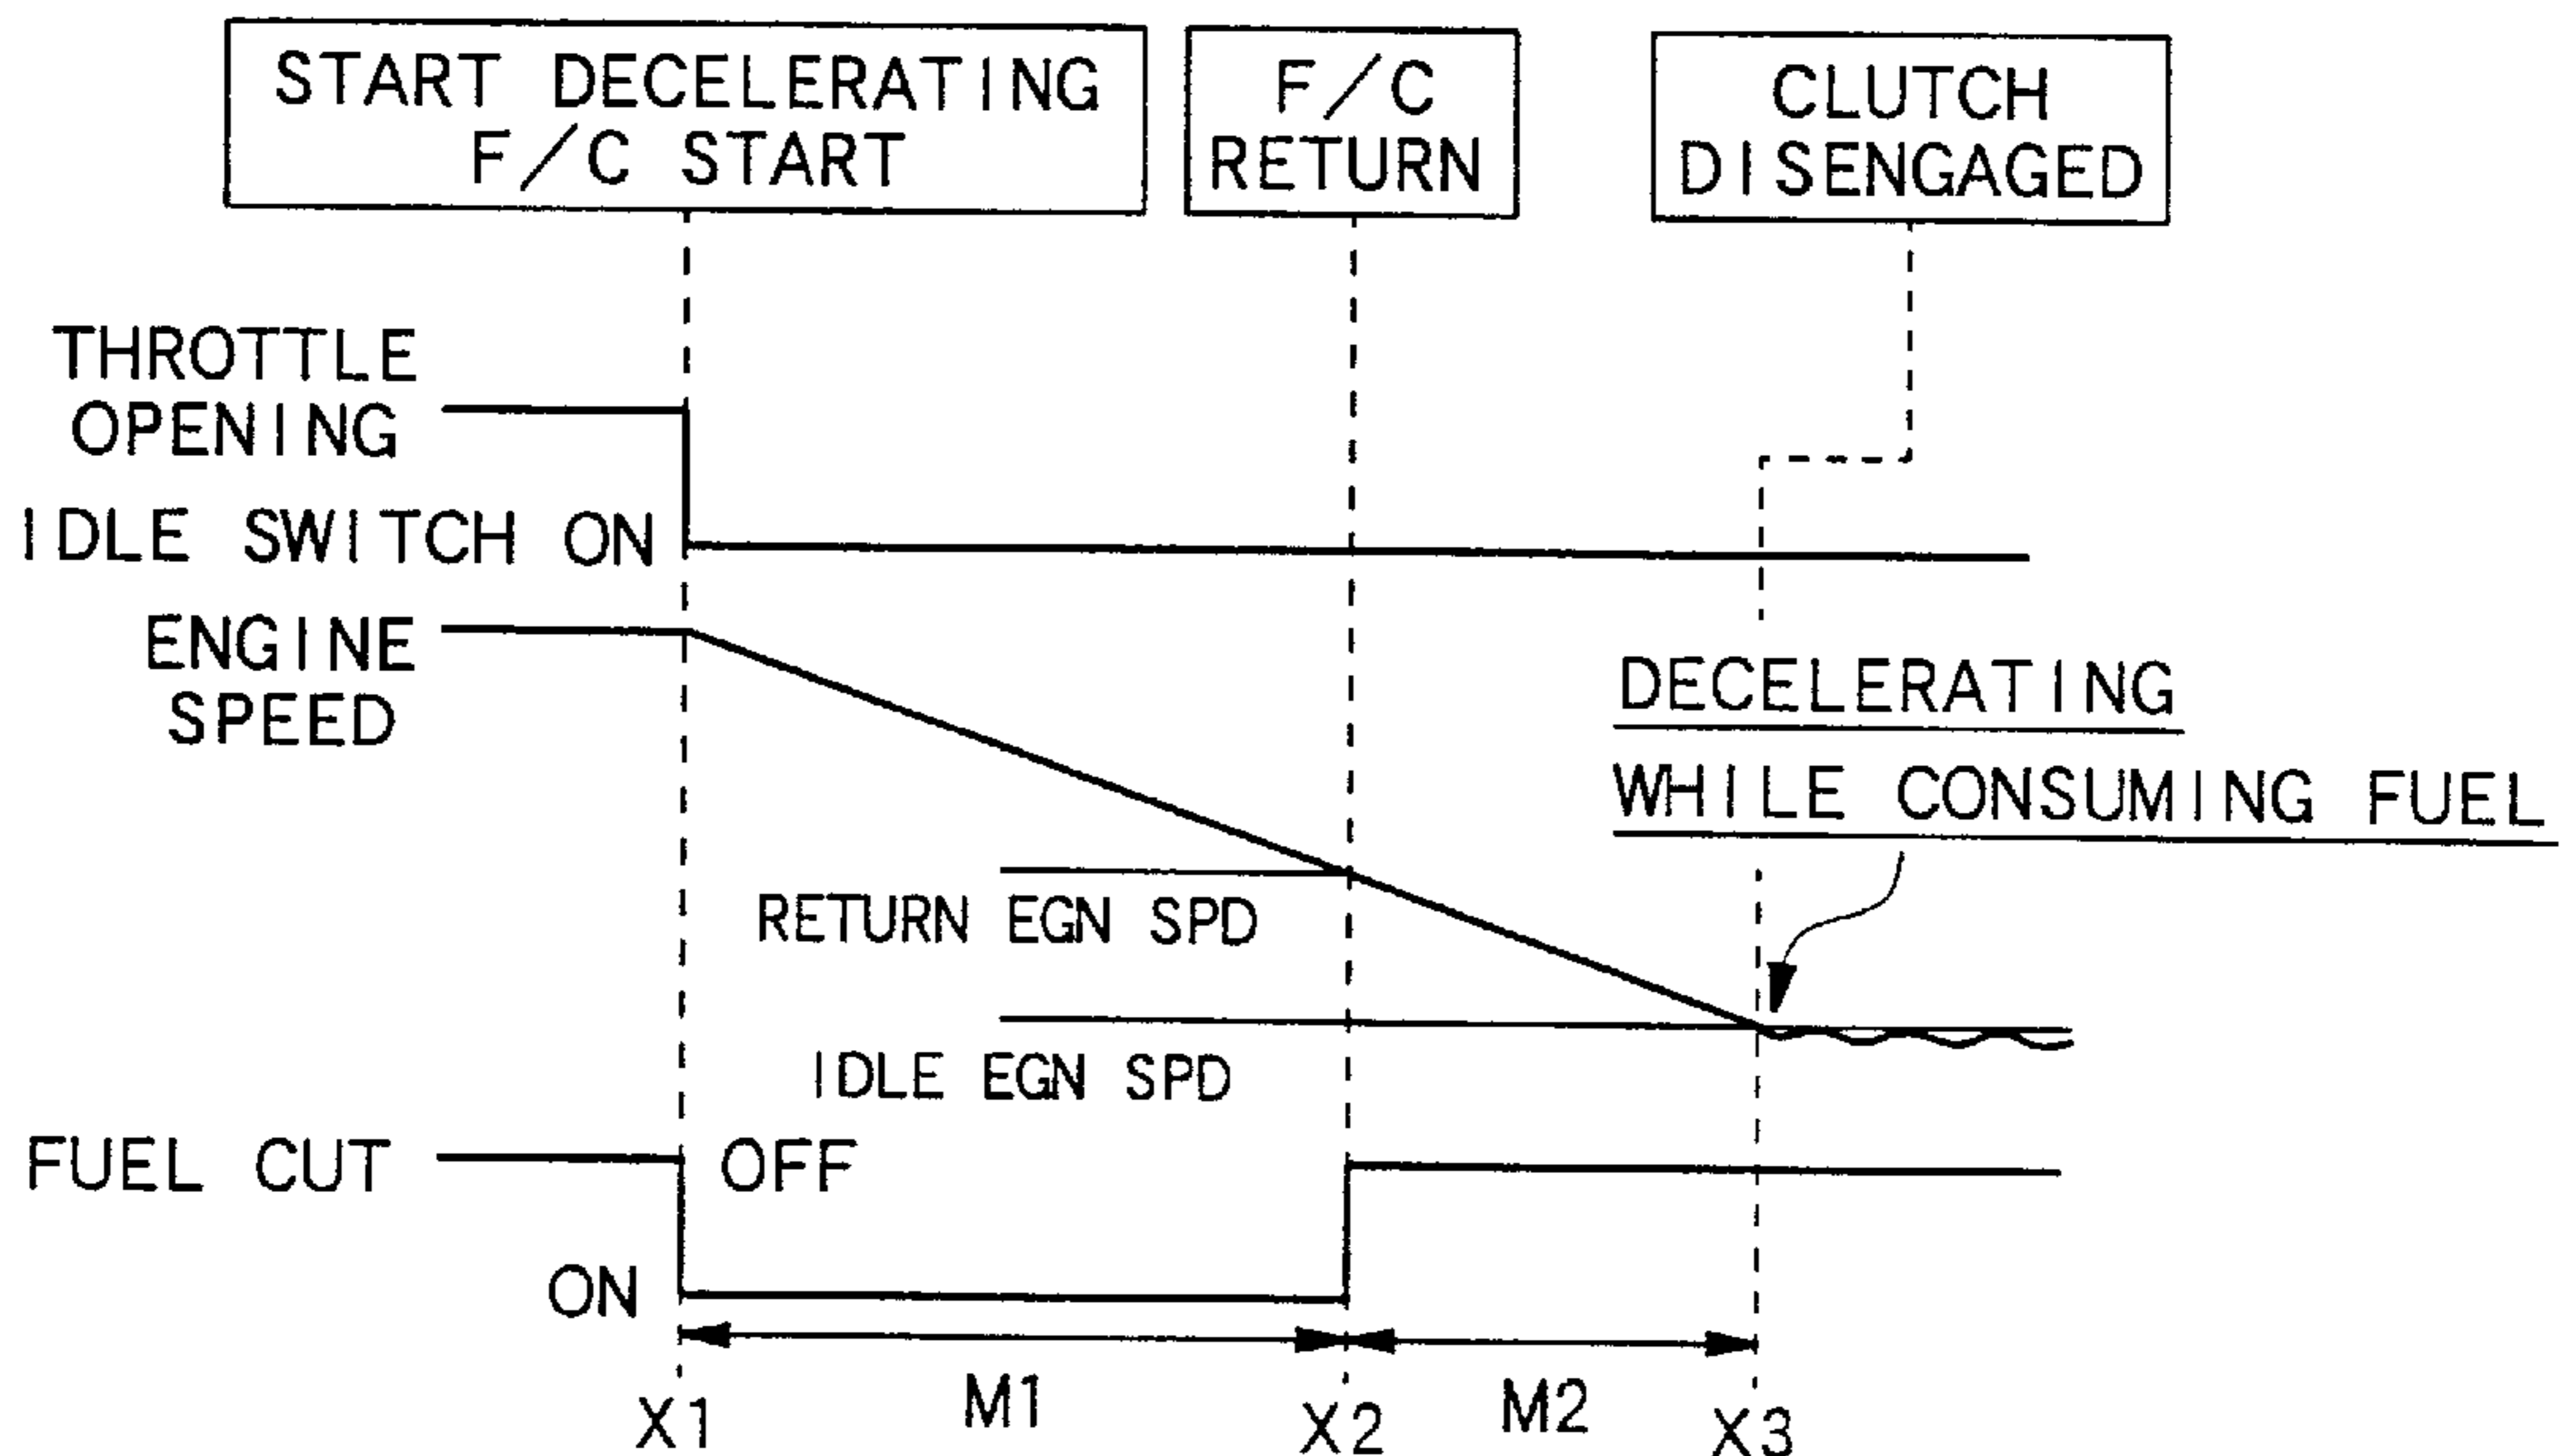 START DECELERATING
F/C START
F/C
RETURN
CLUTCH
DISENGAGED
THROTTLE
OPENING
IDLE SWITCH ON
ENGINE
SPEED
DECELERATING
WHILE CONSUMING FUEL
RETURN EGN SPD
IDLE EGN SPD
FUEL CUT
OFF
ON
X1
M1
X2
M2
X3